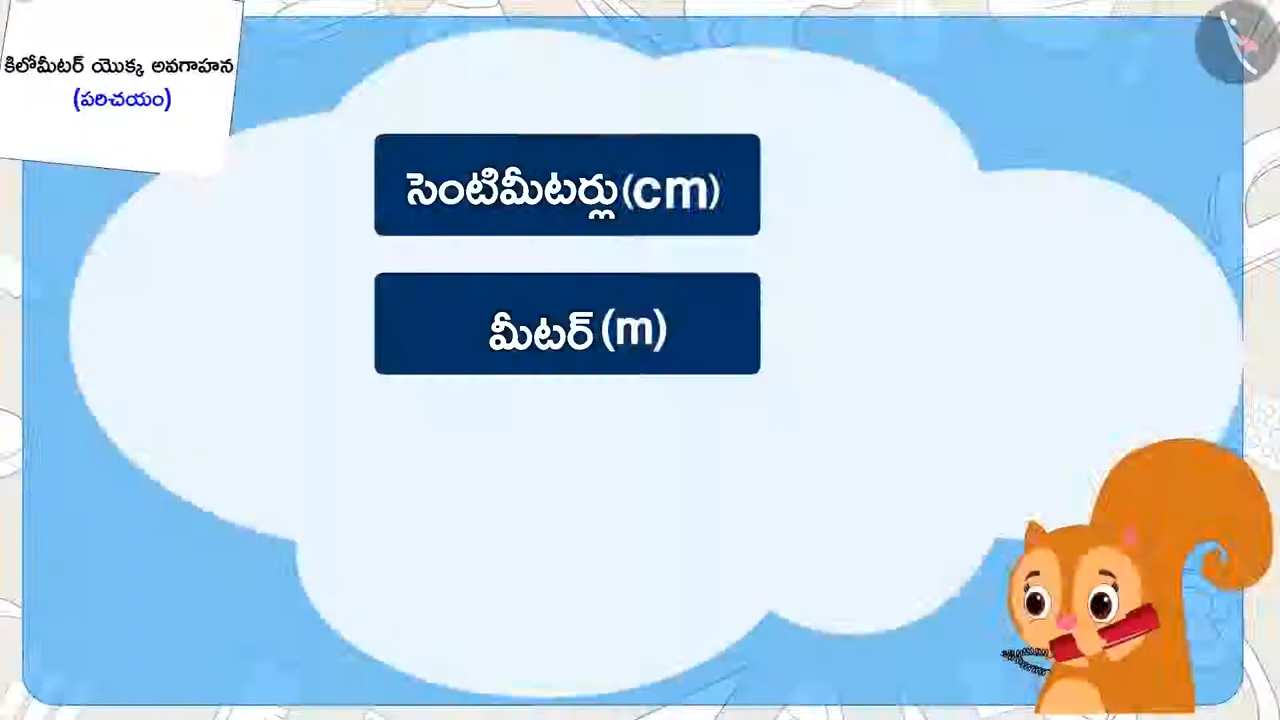 కిలోమీటర్ యొక్క అవగాహన
(పరిచయం)
సెంటిమీటర్లు(cm)
మీటర్ (m)